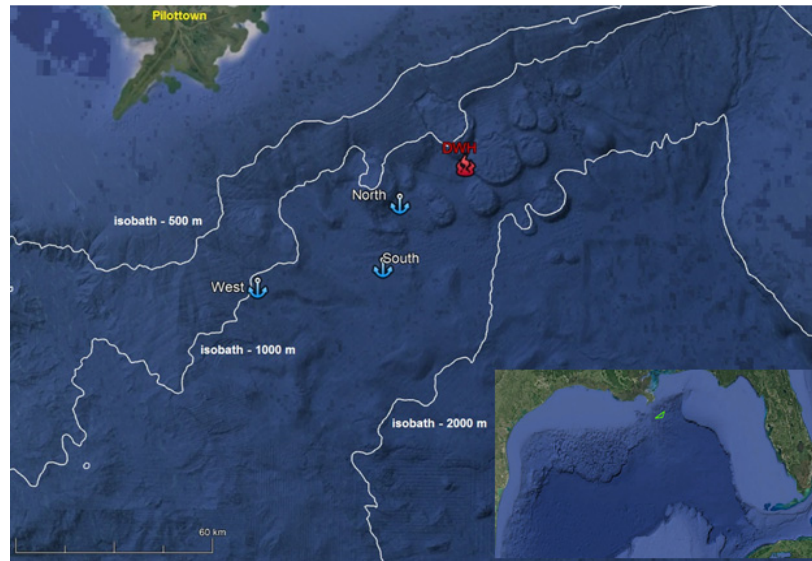 Pilottown
DWH
North
isobath - 500 m
South
West
isobath - 1000 m
isobath - 2000 m
60 km